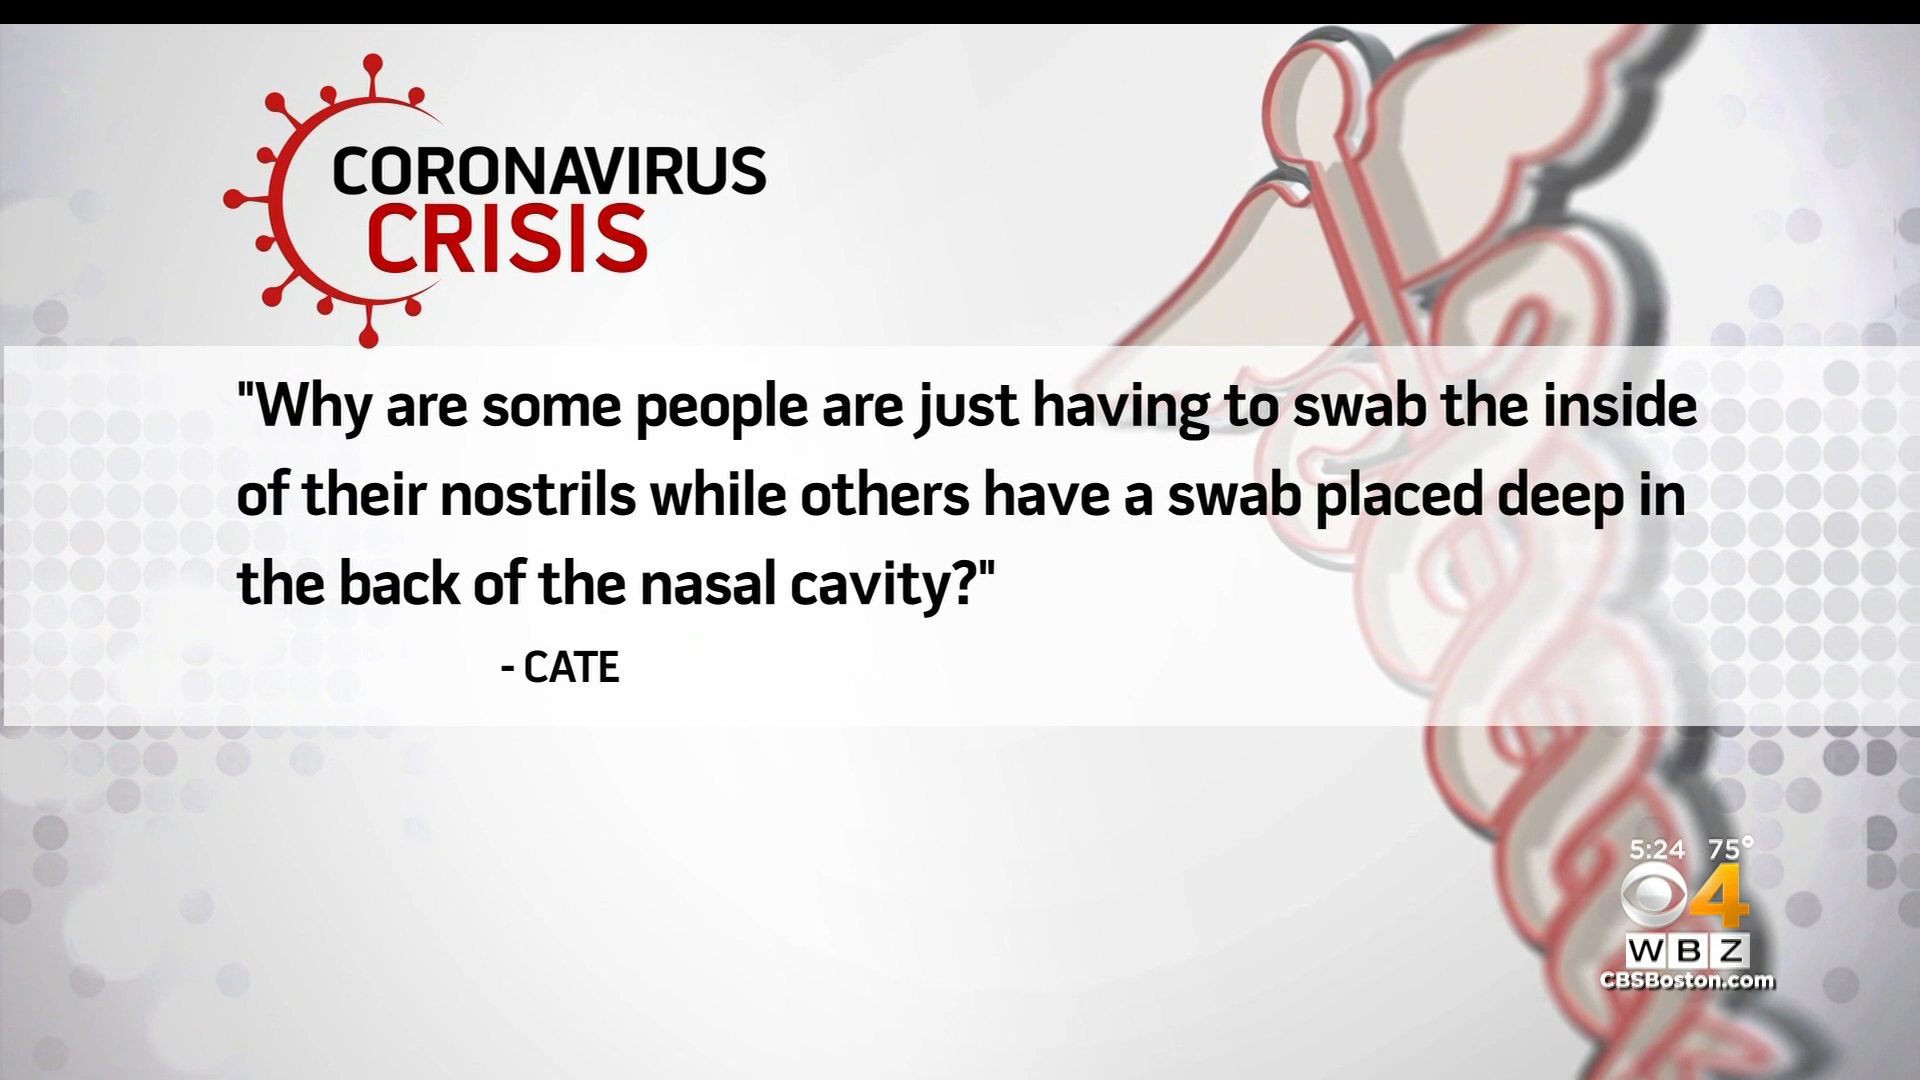 CORONAVIRUS
CRISIS
"Why are some people are just having to swab the inside
of their nostrils while others have a swab placed deep in
the back of the nasal cavity?"
- CATE
5:24 75°
4
WBZ
CBSBoston.com